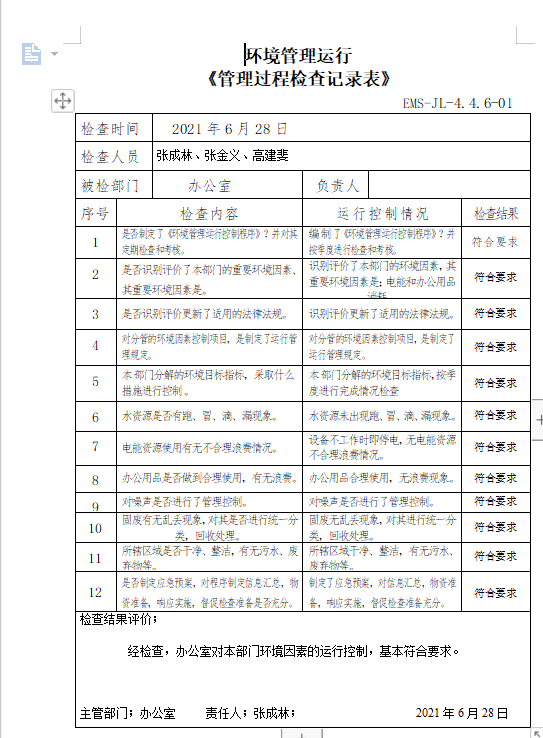 环境管理运行
《管理过程检查记录表》
EMS-JL-4.4.6-01
检查时间 2021 年 6 月 28 日
检查人员 张成林、张金义、高建斐
被检部门 办公室 负责人
序号 检查内容 运行控制情况 检查结果
1 是否制定了《环境管理运行控制程序》？并对其 编制了《环境管理运行控制程序》？并 符合要求
定期检查和考核。 按季度进行检查和考核。
2 是否识别评价了本部门的重要环境因素、 识别评价了本部门的环境因素，其 符合要求
其重要环境因素是。 重要环境因素是；电能和办公用品
消耗
3 是否识别评价更新了适用的法律法规。 识别评价更新了适用的法律法规。 符合要求
4 对分管的环境因素控制项目，是制定了运行管 对分管的环境因素控制项目，是制定了 符合要求
理规定。 运行管理规定。
5 本部门分解的环境目标指标，采取什么 本部门分解的环境目标指标，按季 符合要求
措施进行控制。 度进行完成情况检查
6 水资源是否有跑、冒、滴、漏现象。 水资源未出现跑、冒、滴、漏现象。 符合要求
7 电能资源使用有无不合理浪费情况。 设备不工作时即停电，无电能资源 符合要求
不合理浪费情况。
8 办公用品是否做到合理使用，有无浪费。 办公用品合理使用，无浪费现象。 符合要求
9 对噪声是否进行了管理控制。 对噪声是否进行了管理控制。 符合要求
10 固废有无乱丢现象，对其是否进行统一分 固废无乱丢现象，对其进行统一分 符合要求
类，回收处理。 类，回收处理。
11 所辖区域是否干净、整洁，有无污水、废 所辖区域干净、整洁，有无污水、 符合要求
弃物等。 废弃物等。
12 是否制定应急预案，对程序制定信息汇总，物 制定了应急预案，对信息汇总，物资准 符合要求
资准备，响应实施，督促检查准备是否充分。 备，响应实施，督促检查准备充分。
检查结果评价；
经检查，办公室对本部门环境因素的运行控制，基本符合要求。
主管部门；办公室 责任人；张成林； 2021 年 6 月 28 日